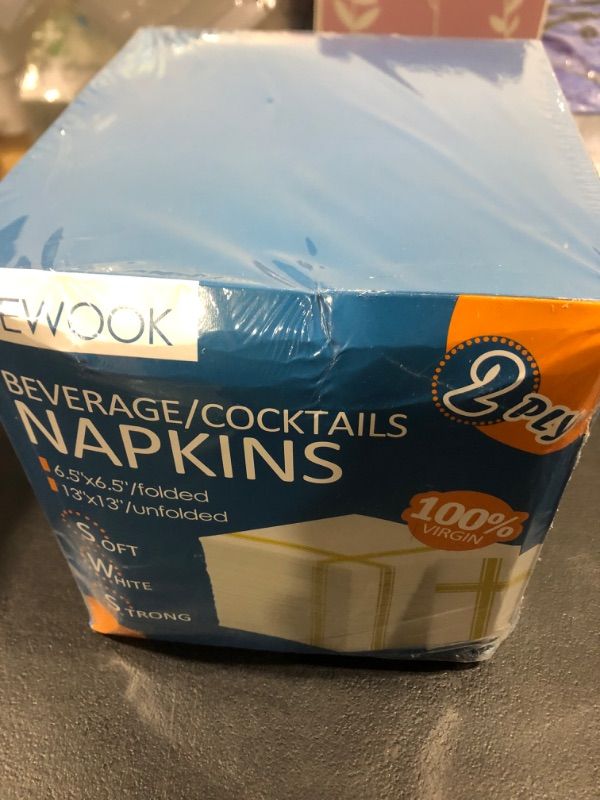 EWOOK
2 PLY
BEVERAGE/COCKTAILS
NAPKINS
6.5"x6.5"/folded
13"x13"/unfolded
100%
VIRGIN
SOFT
WHITE
STRONG